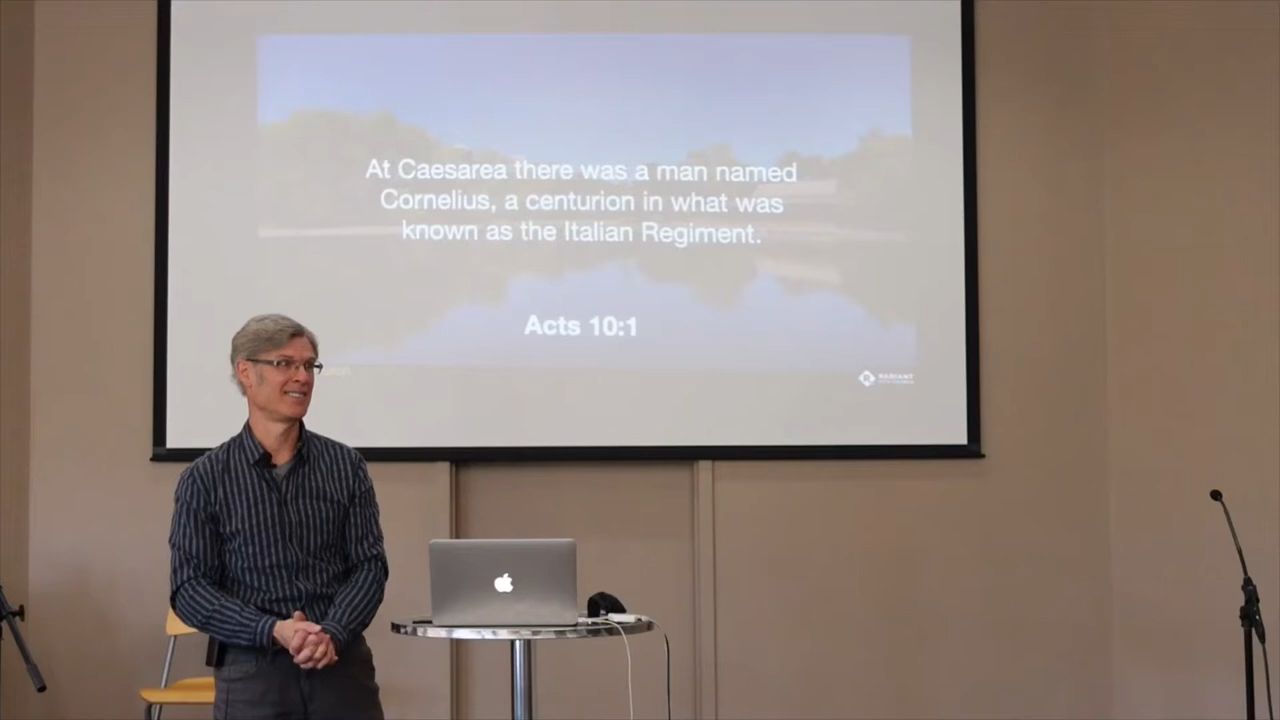 At Caesarea there was a man named
Cornelius, a centurion in what was
known as the Italian Regiment.
Acts 10:1
RADIANT